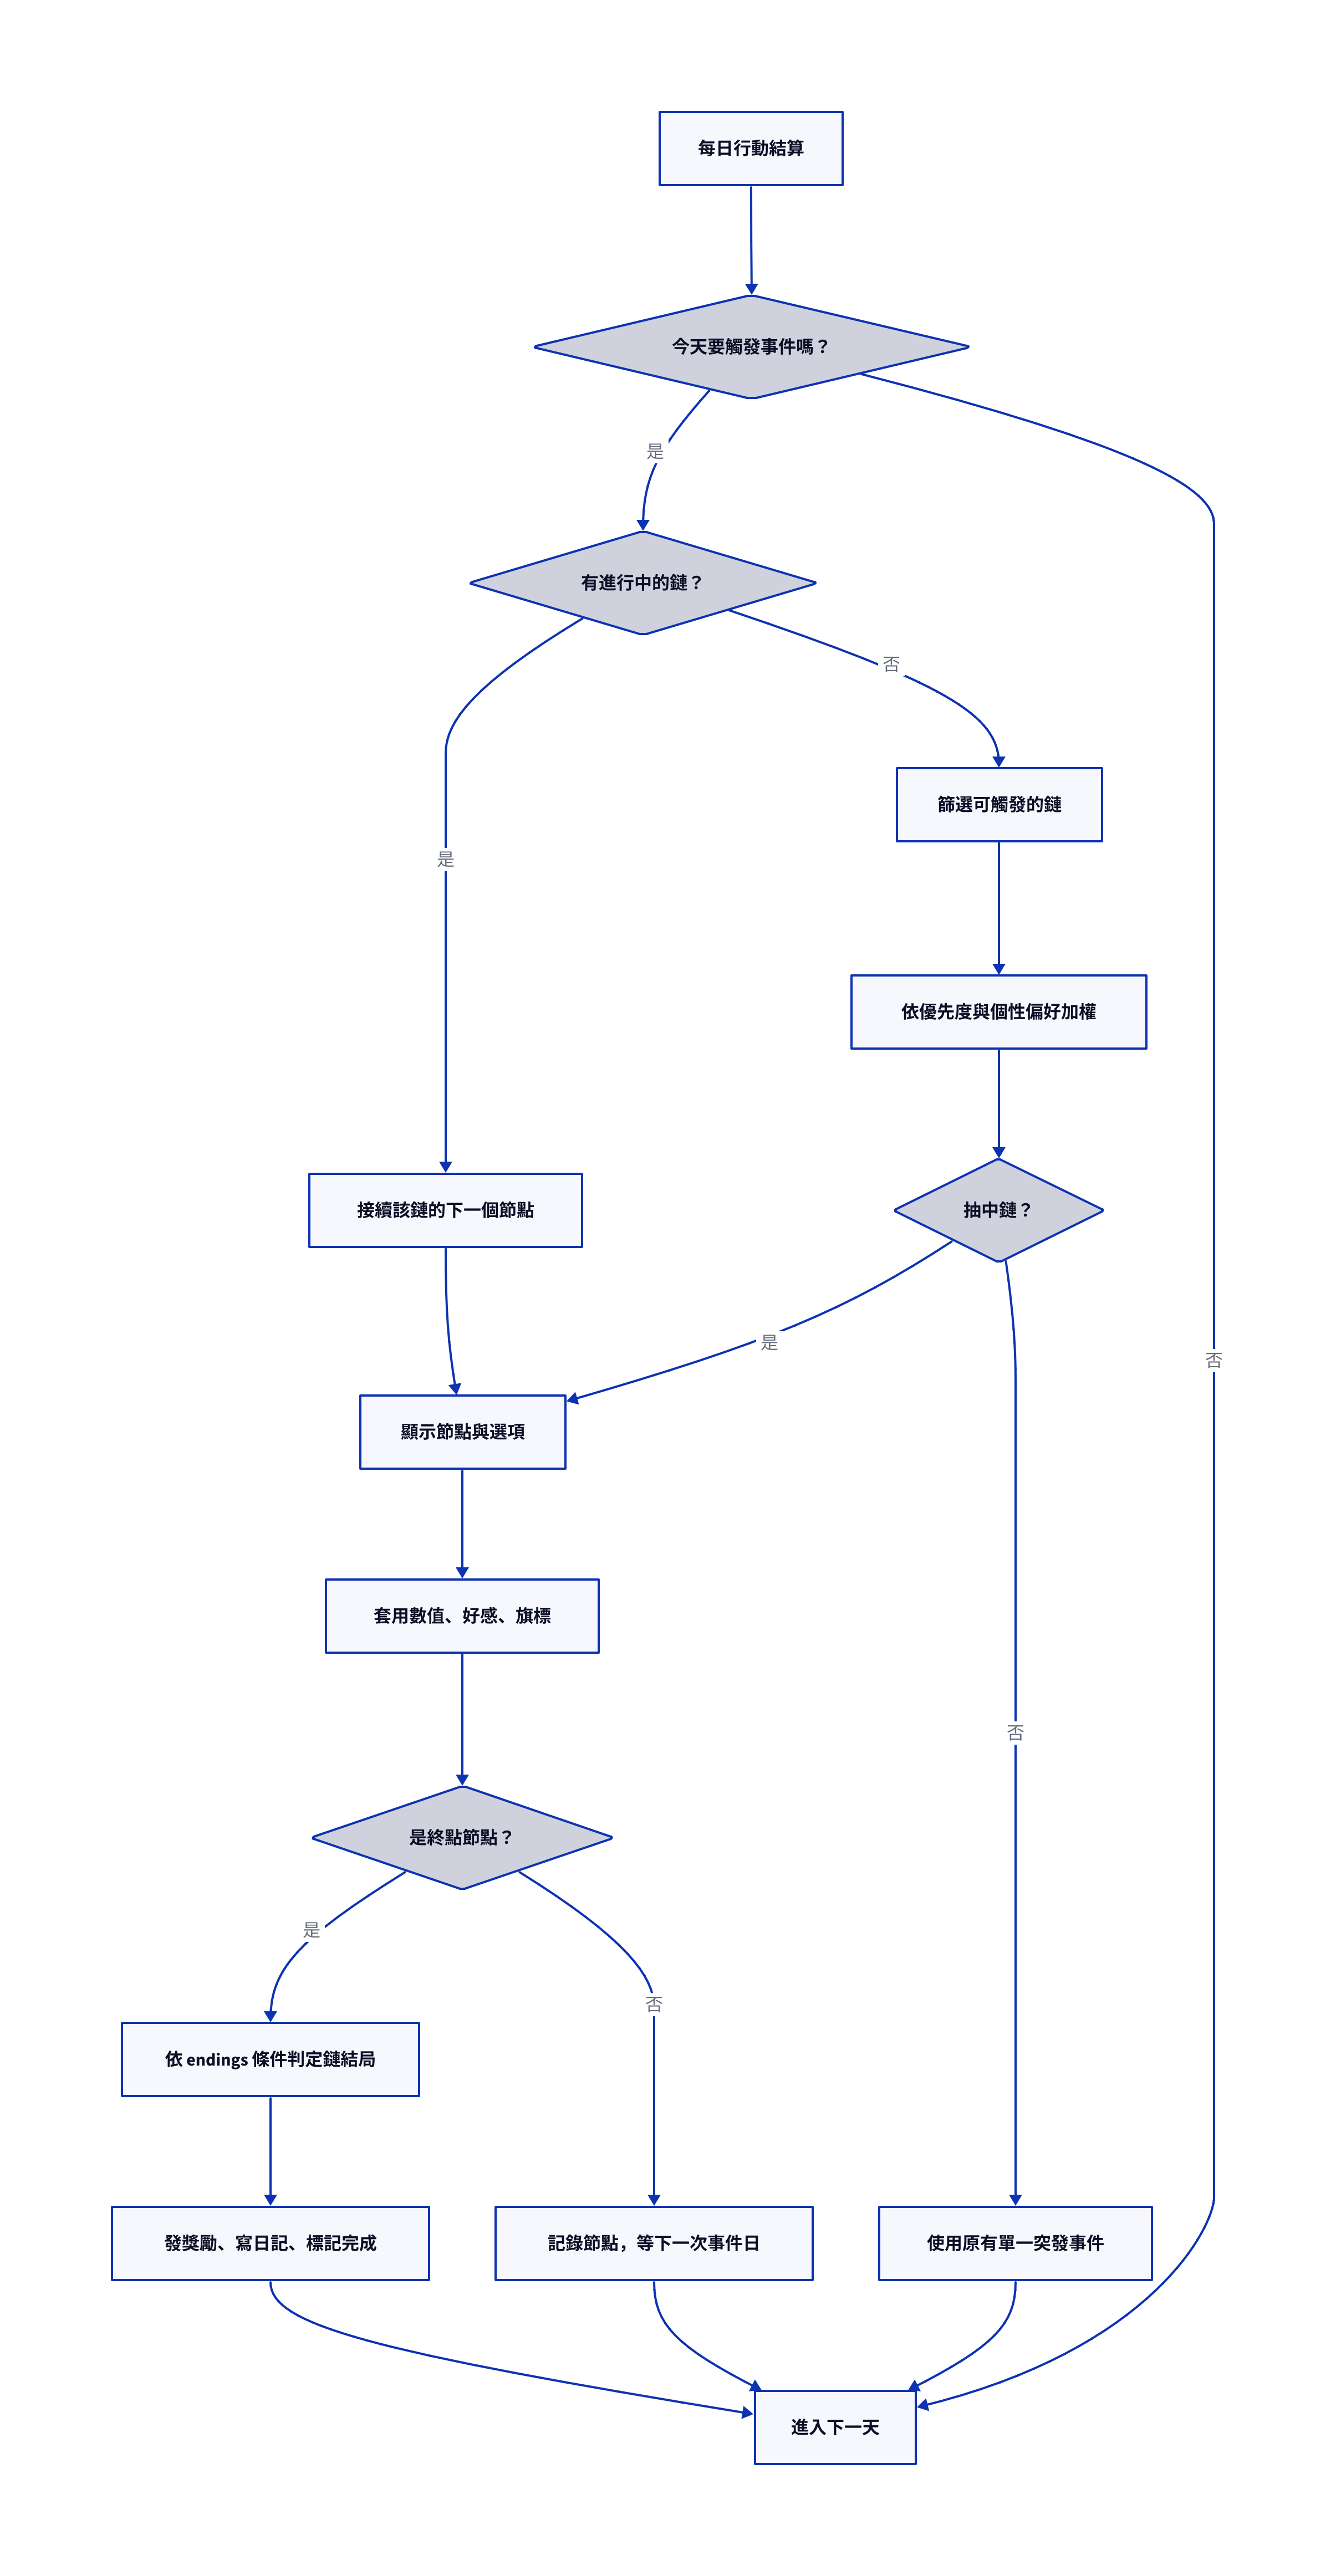 每日行動結算
今天要觸發事件嗎？
是
有進行中的鏈？
否
篩選可觸發的鏈
是
依優先度與個性偏好加權
接續該鏈的下一個節點
抽中鏈？
是
否
顯示節點與選項
套用數值、好感、旗標
否
是終點節點？
是
否
依 endings 條件判定鏈結局
發獎勵、寫日記、標記完成
記錄節點，等下一次事件日
使用原有單一突發事件
進入下一天